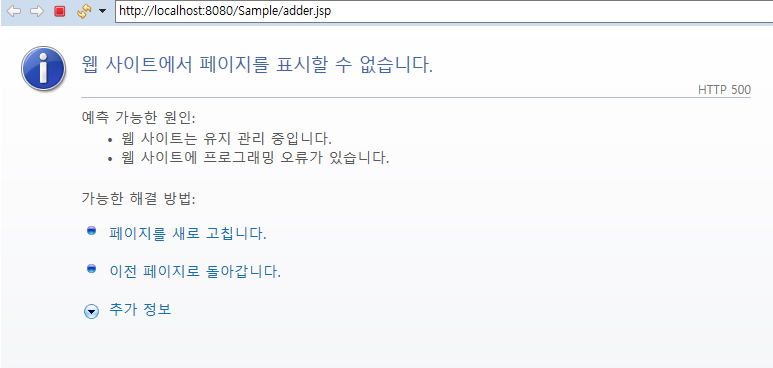 http://localhost:8080/Sample/adder.jsp
웹 사이트에서 페이지를 표시할 수 없습니다.
HTTP 500
예측 가능한 원인:
• 웹 사이트는 유지 관리 중입니다.
• 웹 사이트에 프로그래밍 오류가 있습니다.
가능한 해결 방법:
페이지를 새로 고칩니다.
이전 페이지로 돌아갑니다.
추가 정보